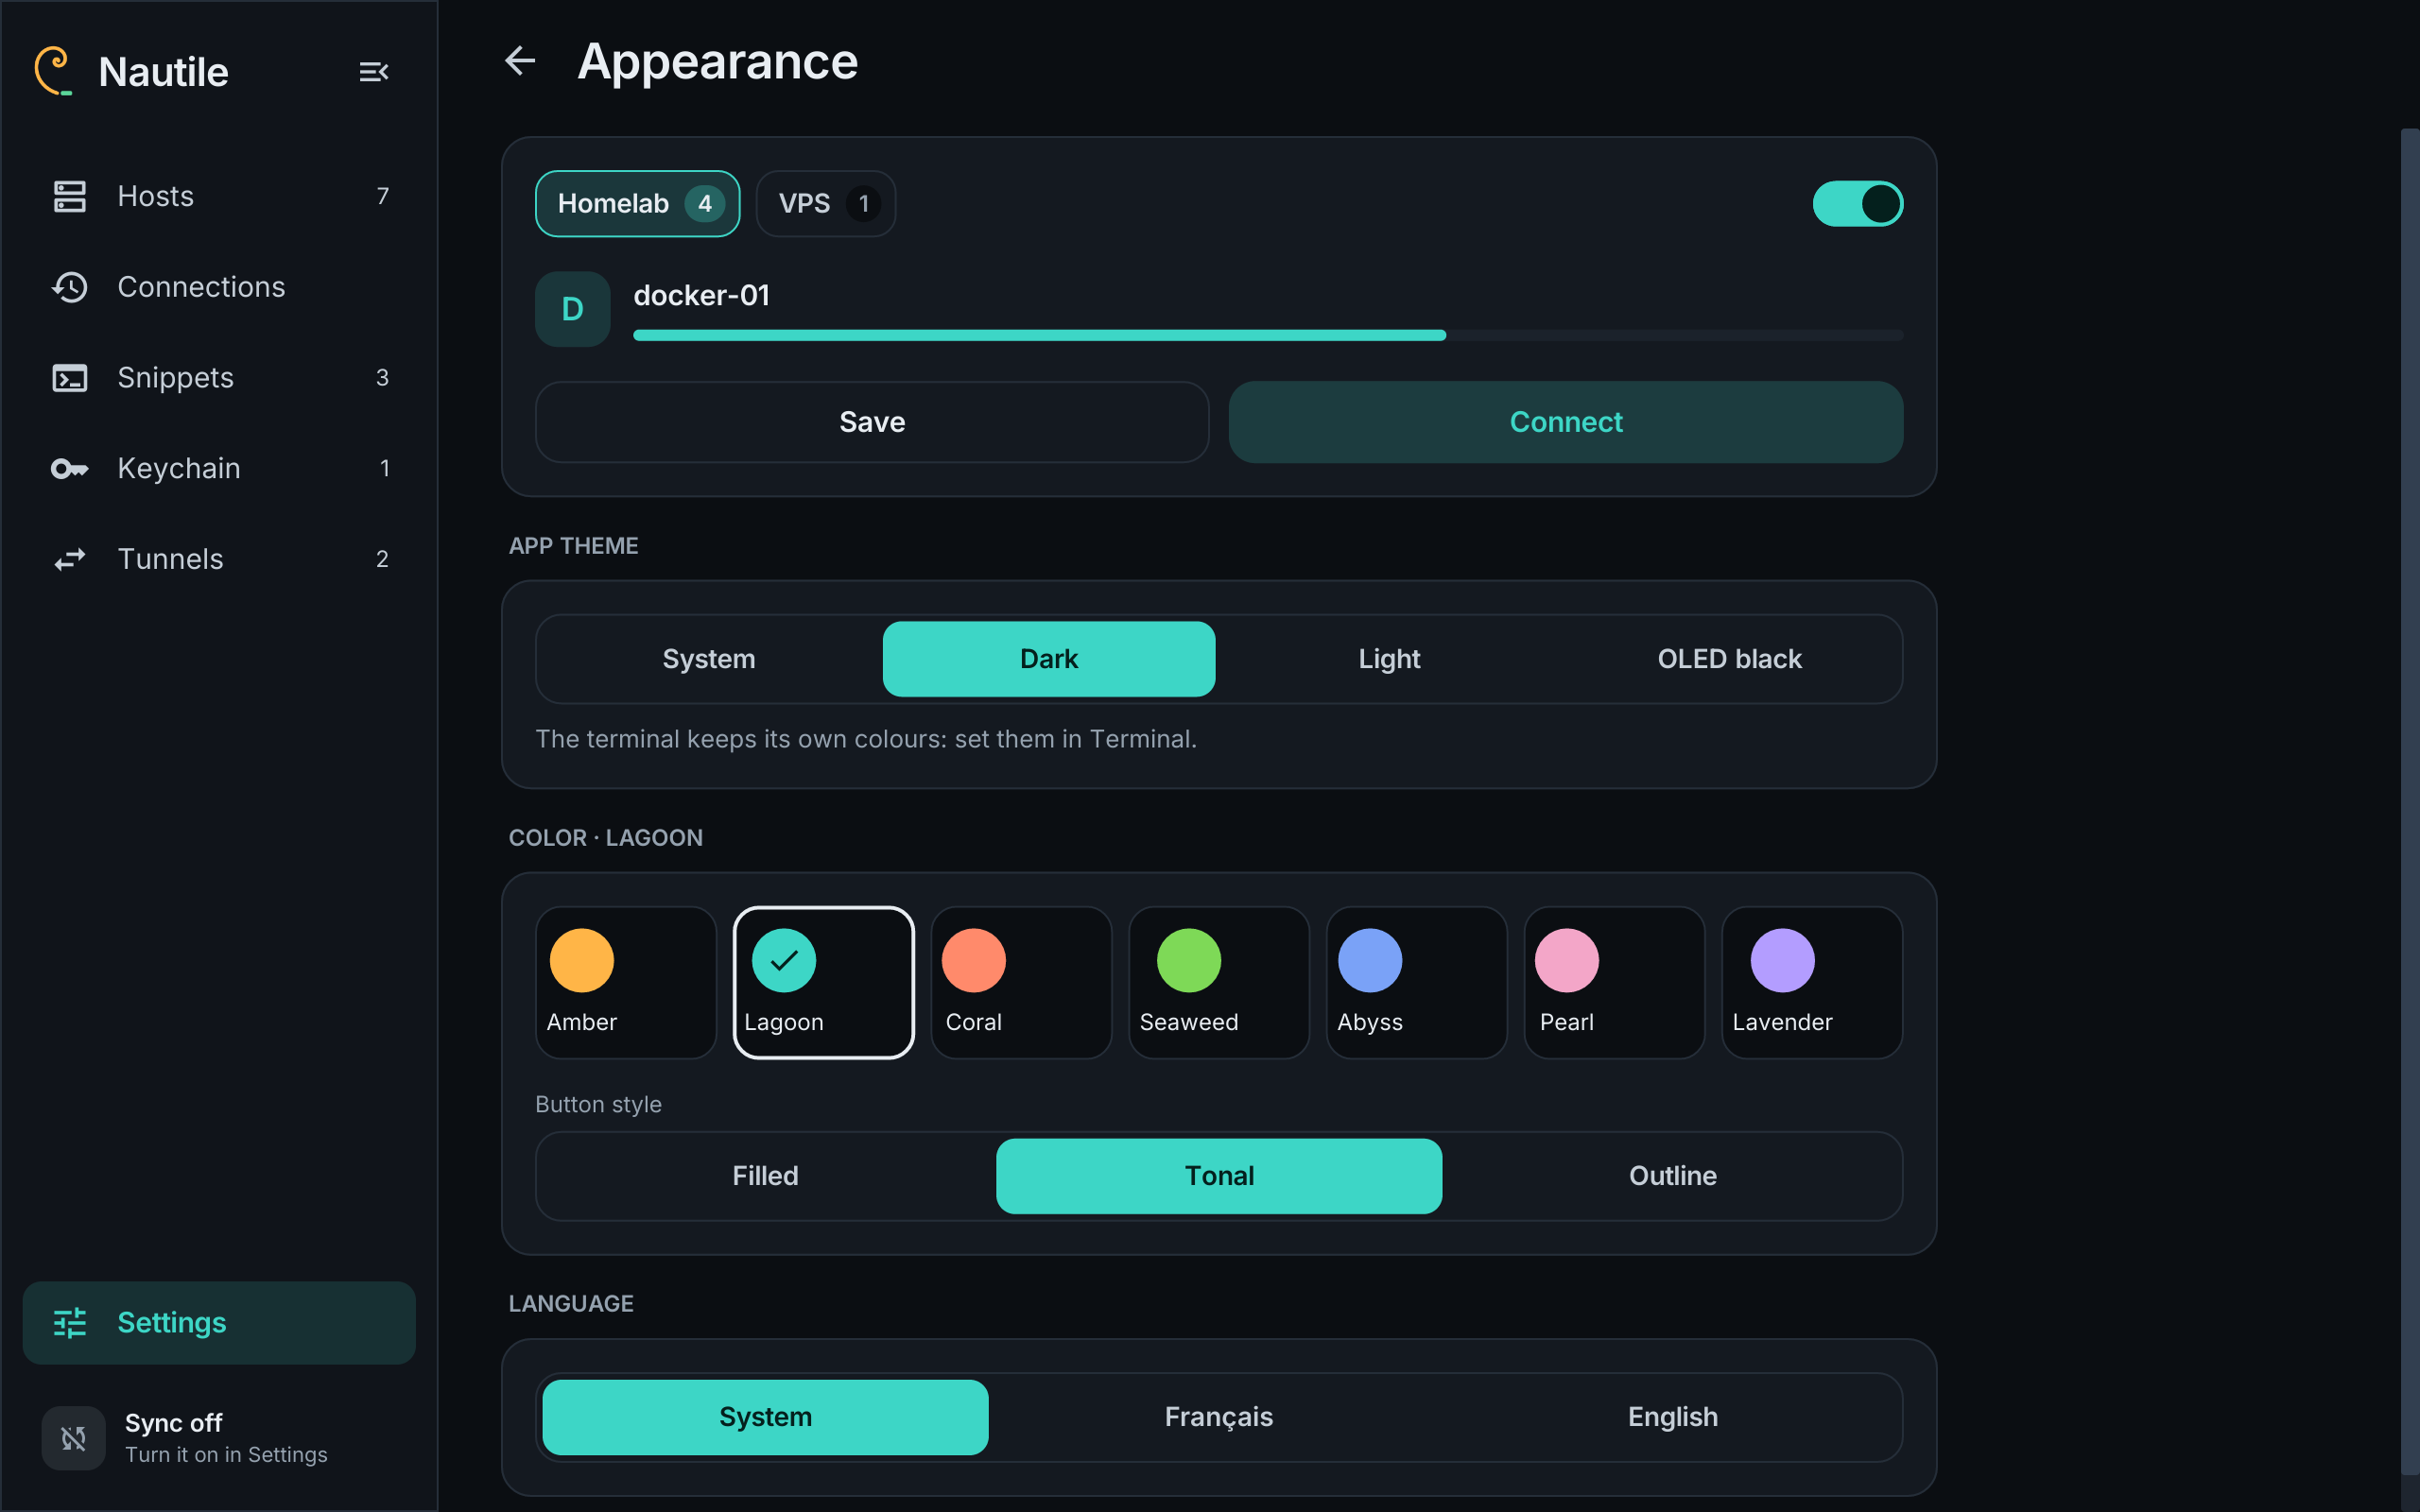 Nautile
Hosts 7
Connections
Snippets 3
Keychain 1
Tunnels 2
Settings
Sync off
Turn it on in Settings
Appearance
Homelab 4 VPS 1
D docker-01
Save Connect
APP THEME
System Dark Light OLED black
The terminal keeps its own colours: set them in Terminal.
COLOR · LAGOON
Amber Lagoon Coral Seaweed Abyss Pearl Lavender
Button style
Filled Tonal Outline
LANGUAGE
System Français English